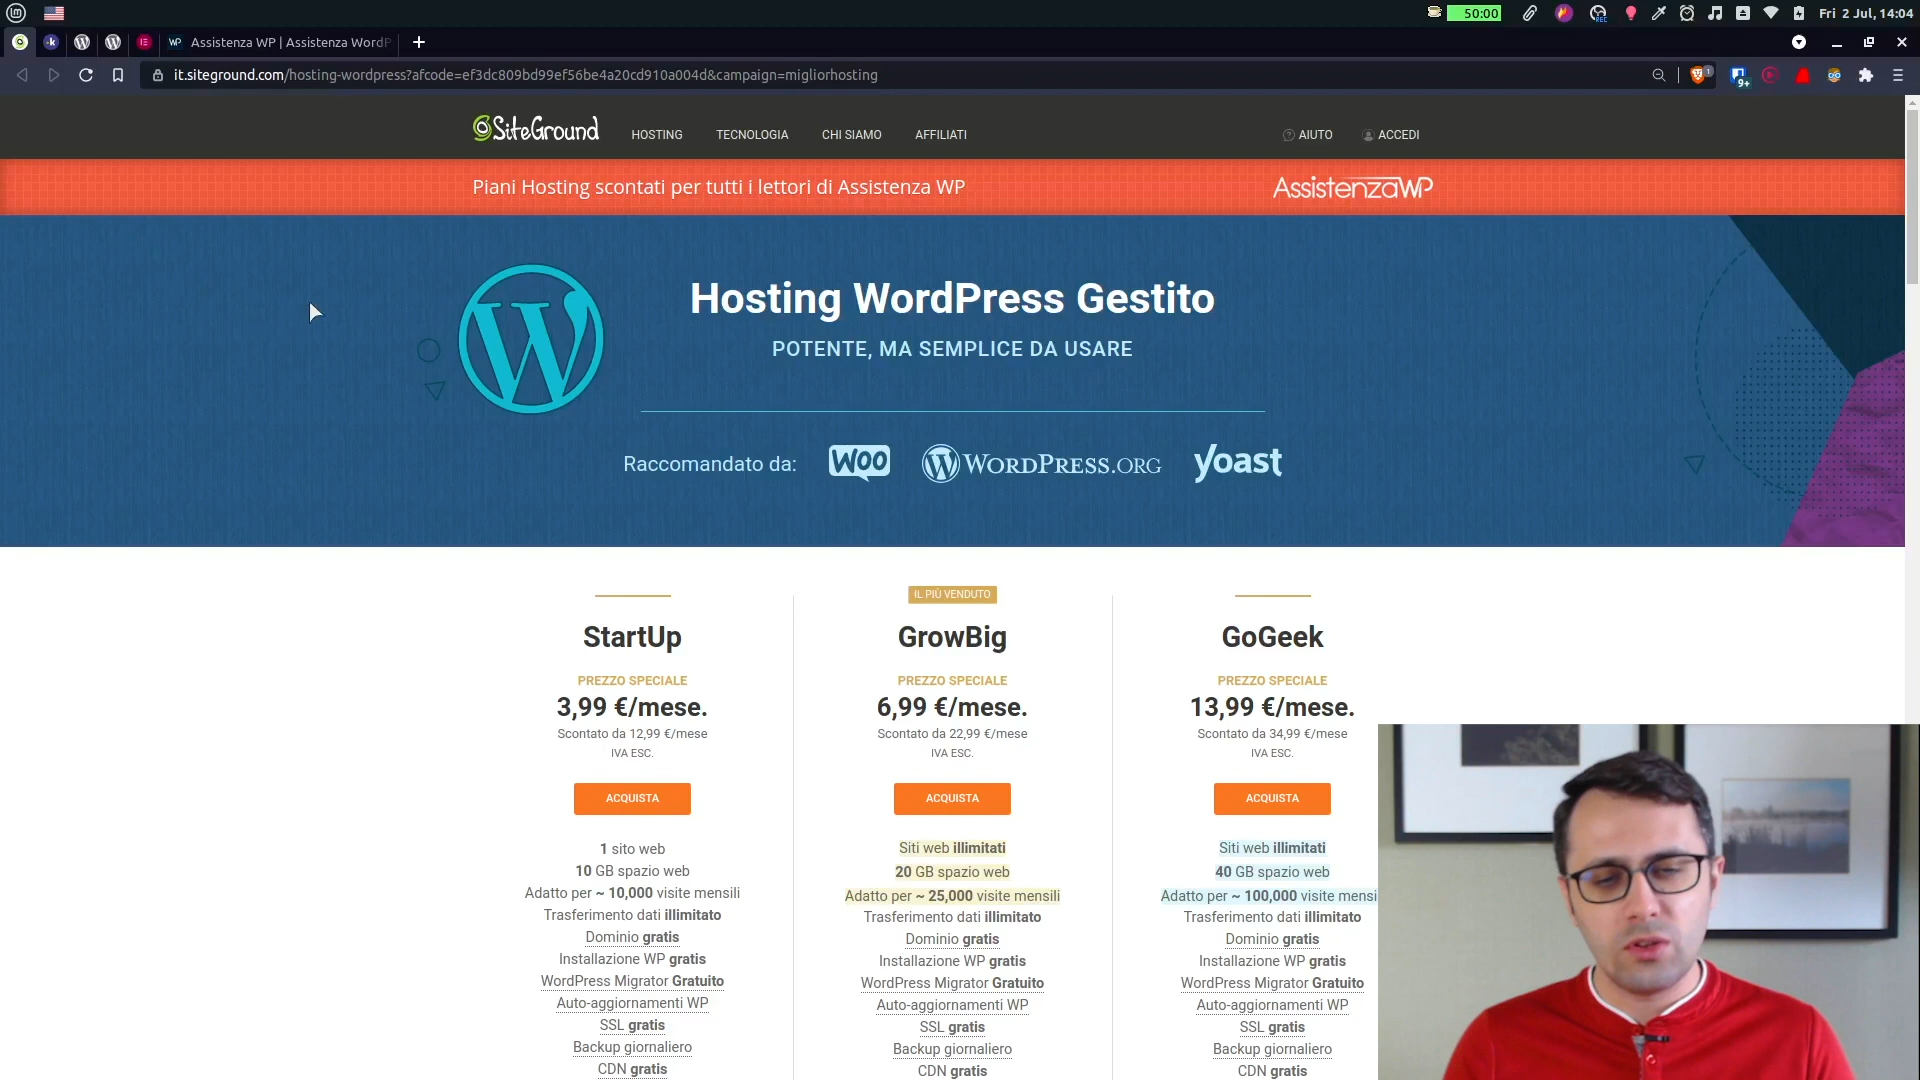 50:00
REC
Fri 2 Jul, 14:04
Assistenza WP | Assistenza WordP
it.siteground.com/hosting-wordpress?afcode=ef3dc809bd99ef56be4a20cd910a004d&campaign=migliorhosting
1
9+
SiteGround
HOSTING
TECNOLOGIA
CHI SIAMO
AFFILIATI
AIUTO
ACCEDI
Piani Hosting scontati per tutti i lettori di Assistenza WP
AssistenzaWP
Hosting WordPress Gestito
POTENTE, MA SEMPLICE DA USARE
Raccomandato da:
WOO
WORDPRESS.ORG
yoast
StartUp
PREZZO SPECIALE
3,99 €/mese.
Scontato da 12,99 €/mese
IVA ESC.
ACQUISTA
1 sito web
10 GB spazio web
Adatto per ~ 10,000 visite mensili
Trasferimento dati illimitato
Dominio gratis
Installazione WP gratis
WordPress Migrator Gratuito
Auto-aggiornamenti WP
SSL gratis
Backup giornaliero
CDN gratis
IL PIÙ VENDUTO
GrowBig
PREZZO SPECIALE
6,99 €/mese.
Scontato da 22,99 €/mese
IVA ESC.
ACQUISTA
Siti web illimitati
20 GB spazio web
Adatto per ~ 25,000 visite mensili
Trasferimento dati illimitato
Dominio gratis
Installazione WP gratis
WordPress Migrator Gratuito
Auto-aggiornamenti WP
SSL gratis
Backup giornaliero
CDN gratis
GoGeek
PREZZO SPECIALE
13,99 €/mese.
Scontato da 34,99 €/mese
IVA ESC.
ACQUISTA
Siti web illimitati
40 GB spazio web
Adatto per ~ 100,000 visite mensi
Trasferimento dati illimitato
Dominio gratis
Installazione WP gratis
WordPress Migrator Gratuito
Auto-aggiornamenti WP
SSL gratis
Backup giornaliero
CDN gratis